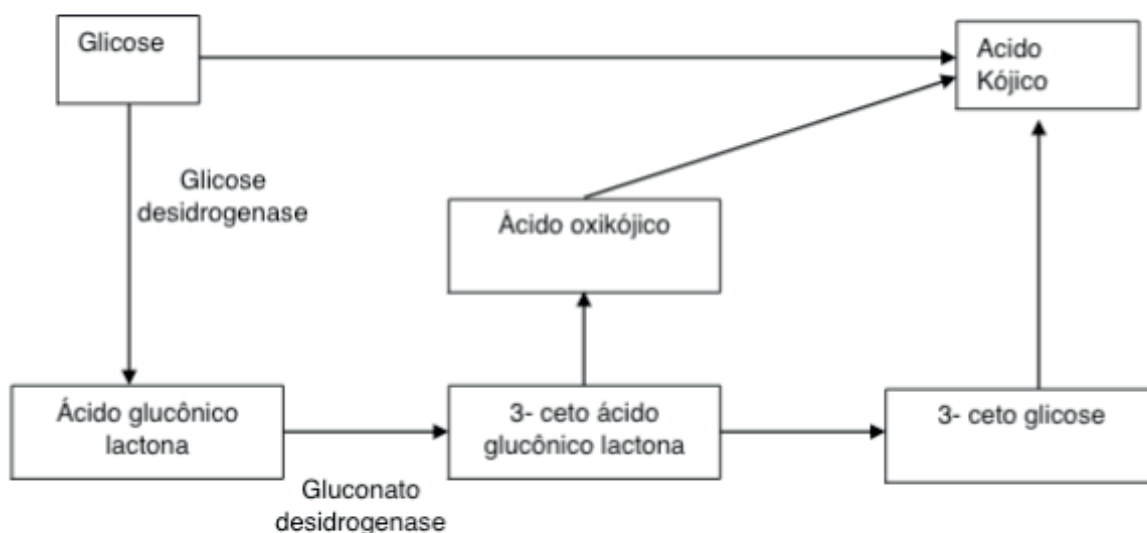 Glicose
Acido
Kójico
Glicose
desidrogenase
Ácido oxikójico
Ácido glucônico
lactona
3- ceto ácido
glucônico lactona
3- ceto glicose
Gluconato
desidrogenase